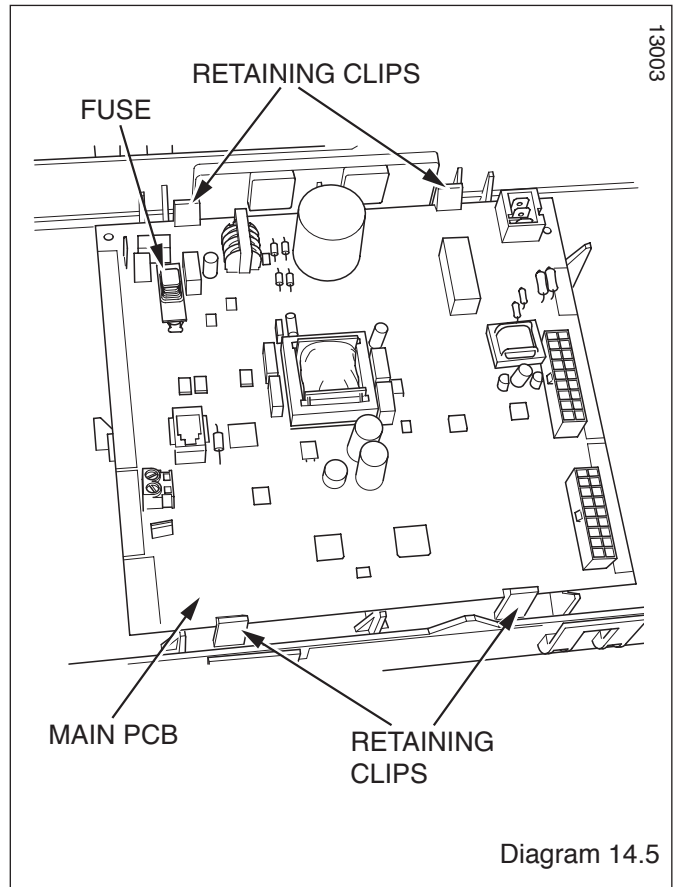 13003
RETAINING CLIPS
FUSE
MAIN PCB
RETAINING
CLIPS
Diagram 14.5